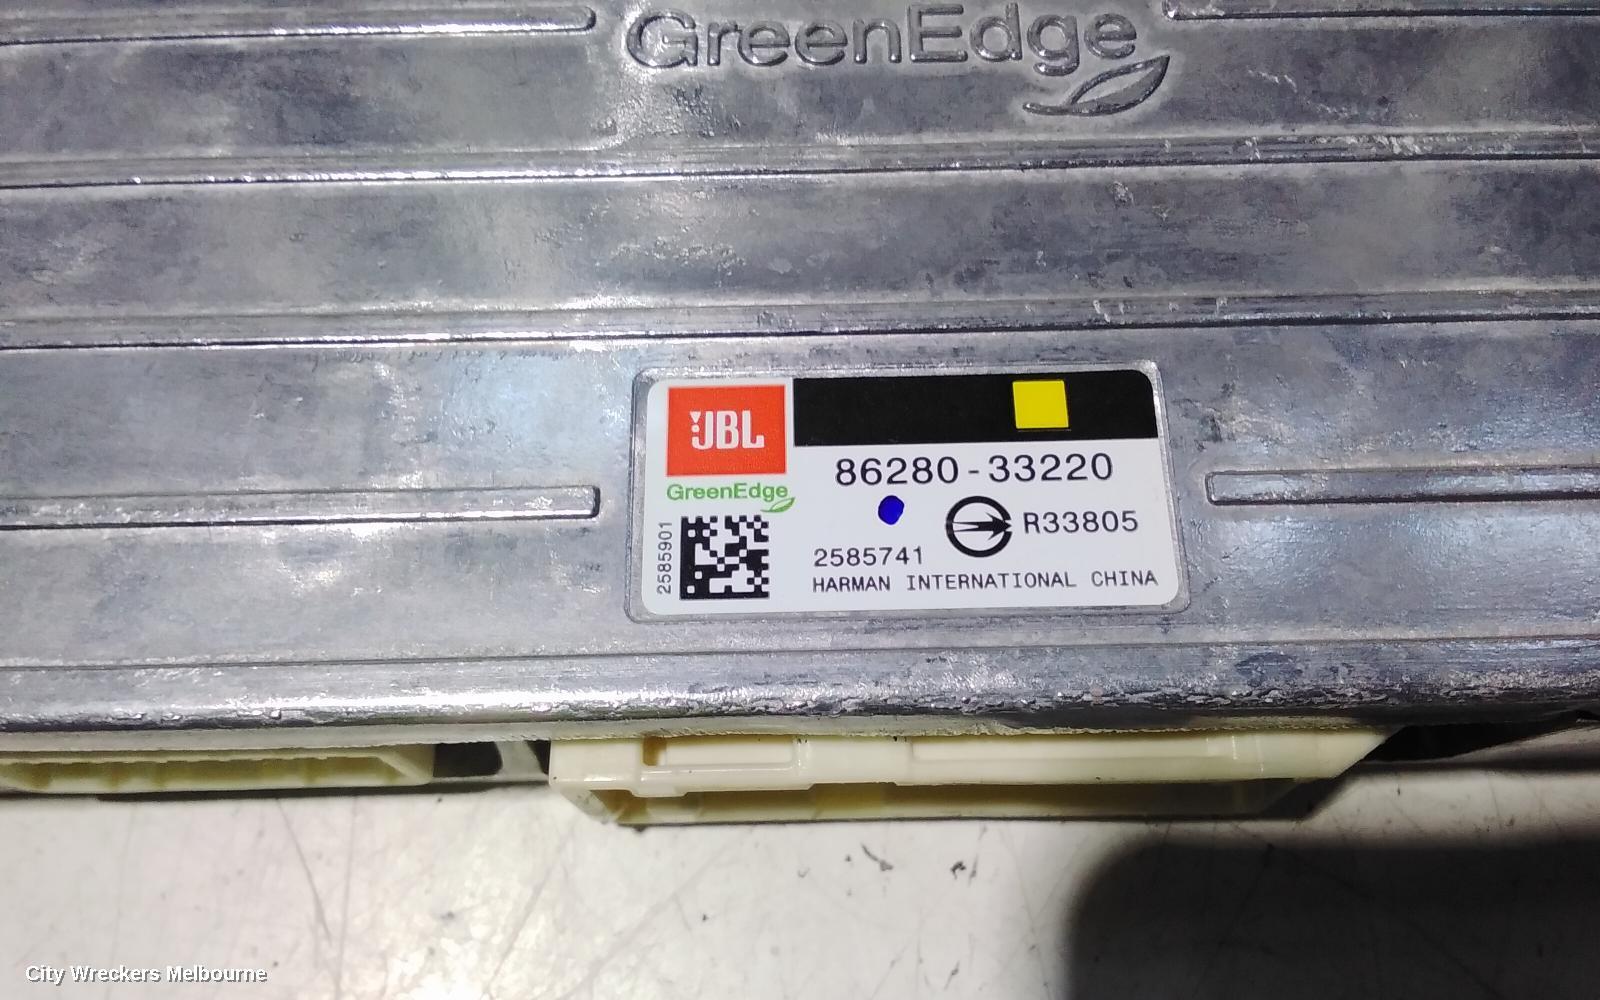 GreenEdge
JBL
86280-33220
GreenEdge
R33805
2585901
2585741
HARMAN INTERNATIONAL CHINA
City Wreckers Melbourne